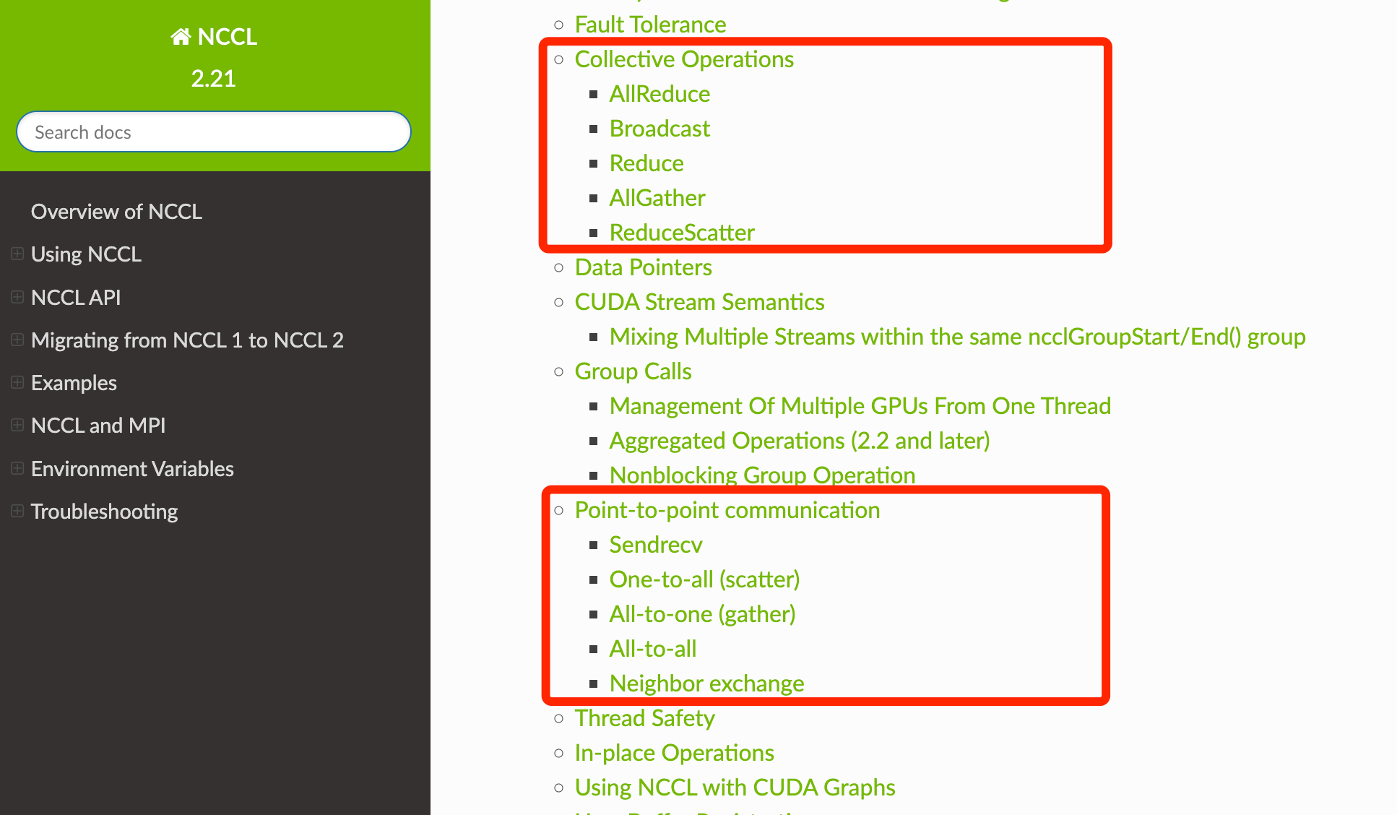 NCCL
2.21
Search docs
Overview of NCCL
Using NCCL
NCCL API
Migrating from NCCL 1 to NCCL 2
Examples
NCCL and MPI
Environment Variables
Troubleshooting
Fault Tolerance
Collective Operations
AllReduce
Broadcast
Reduce
AllGather
ReduceScatter
Data Pointers
CUDA Stream Semantics
Mixing Multiple Streams within the same ncclGroupStart/End() group
Group Calls
Management Of Multiple GPUs From One Thread
Aggregated Operations (2.2 and later)
Nonblocking Group Operation
Point-to-point communication
Sendrecv
One-to-all (scatter)
All-to-one (gather)
All-to-all
Neighbor exchange
Thread Safety
In-place Operations
Using NCCL with CUDA Graphs